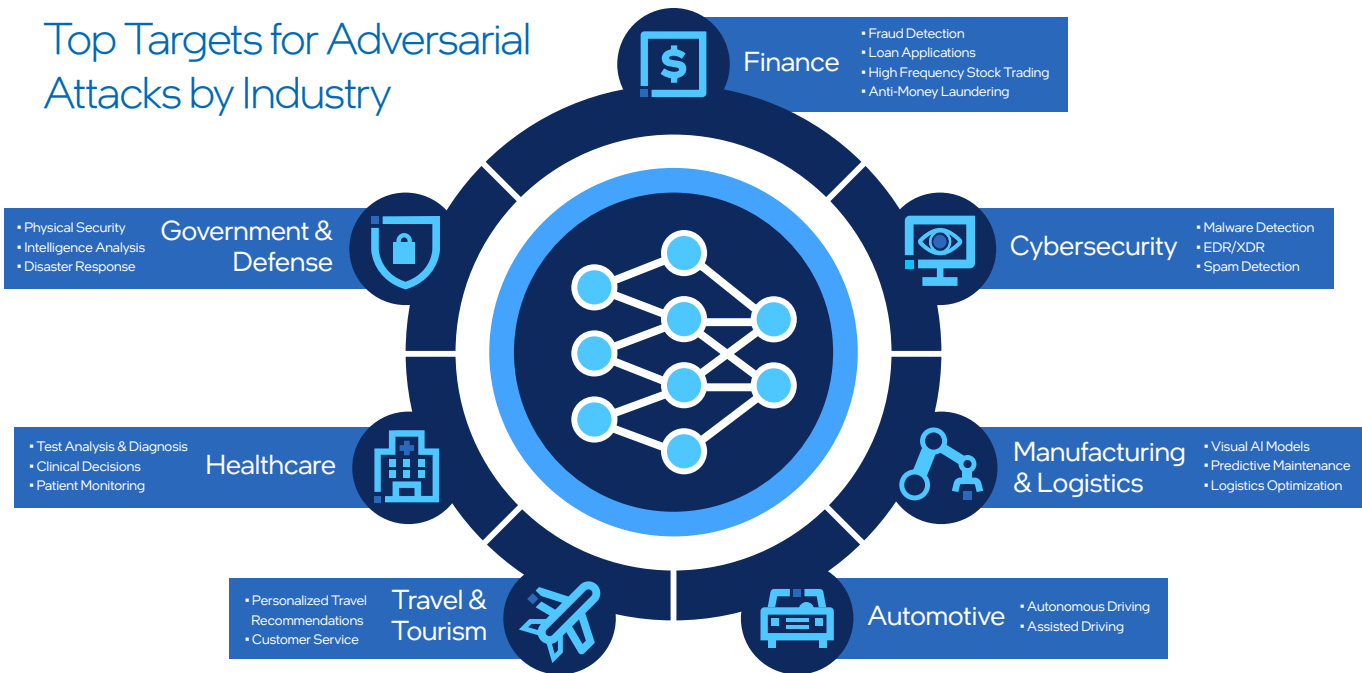 Top Targets for Adversarial
Attacks by Industry
$
Finance
▪ Fraud Detection
▪ Loan Applications
▪ High Frequency Stock Trading
▪ Anti-Money Laundering
▪ Physical Security
▪ Intelligence Analysis
▪ Disaster Response
Government &
Defense
Cybersecurity
▪ Malware Detection
▪ EDR/XDR
▪ Spam Detection
▪ Test Analysis & Diagnosis
▪ Clinical Decisions
▪ Patient Monitoring
Healthcare
Manufacturing
& Logistics
▪ Visual AI Models
▪ Predictive Maintenance
▪ Logistics Optimization
▪ Personalized Travel
Recommendations
▪ Customer Service
Travel &
Tourism
Automotive
▪ Autonomous Driving
▪ Assisted Driving